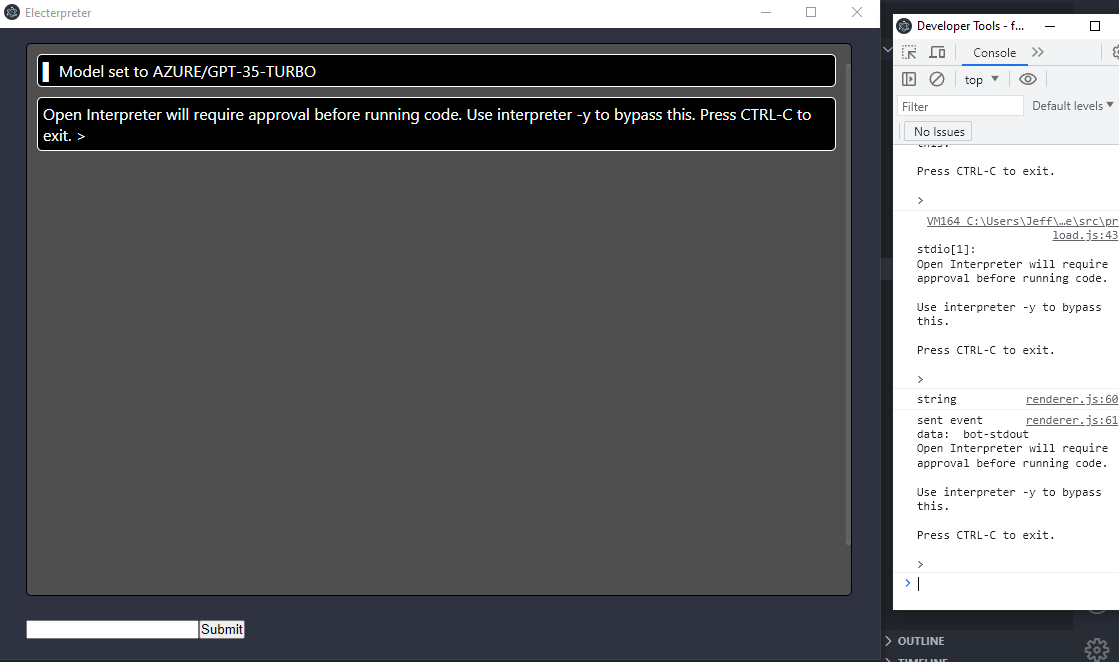 Electerpreter
Model set to AZURE/GPT-35-TURBO
Open Interpreter will require approval before running code. Use interpreter -y to bypass this. Press CTRL-C to
exit. >
Submit
Developer Tools - f...
Console
top
Filter
Default levels
No Issues
this.
Press CTRL-C to exit.
>
VM164 C:\Users\Jeff\…e\src\pr
load.js:43
stdio[1]:
Open Interpreter will require
approval before running code.
Use interpreter -y to bypass
this.
Press CTRL-C to exit.
>
string renderer.js:60
sent event renderer.js:61
data: bot-stdout
Open Interpreter will require
approval before running code.
Use interpreter -y to bypass
this.
Press CTRL-C to exit.
>
>
OUTLINE
TIMELINE